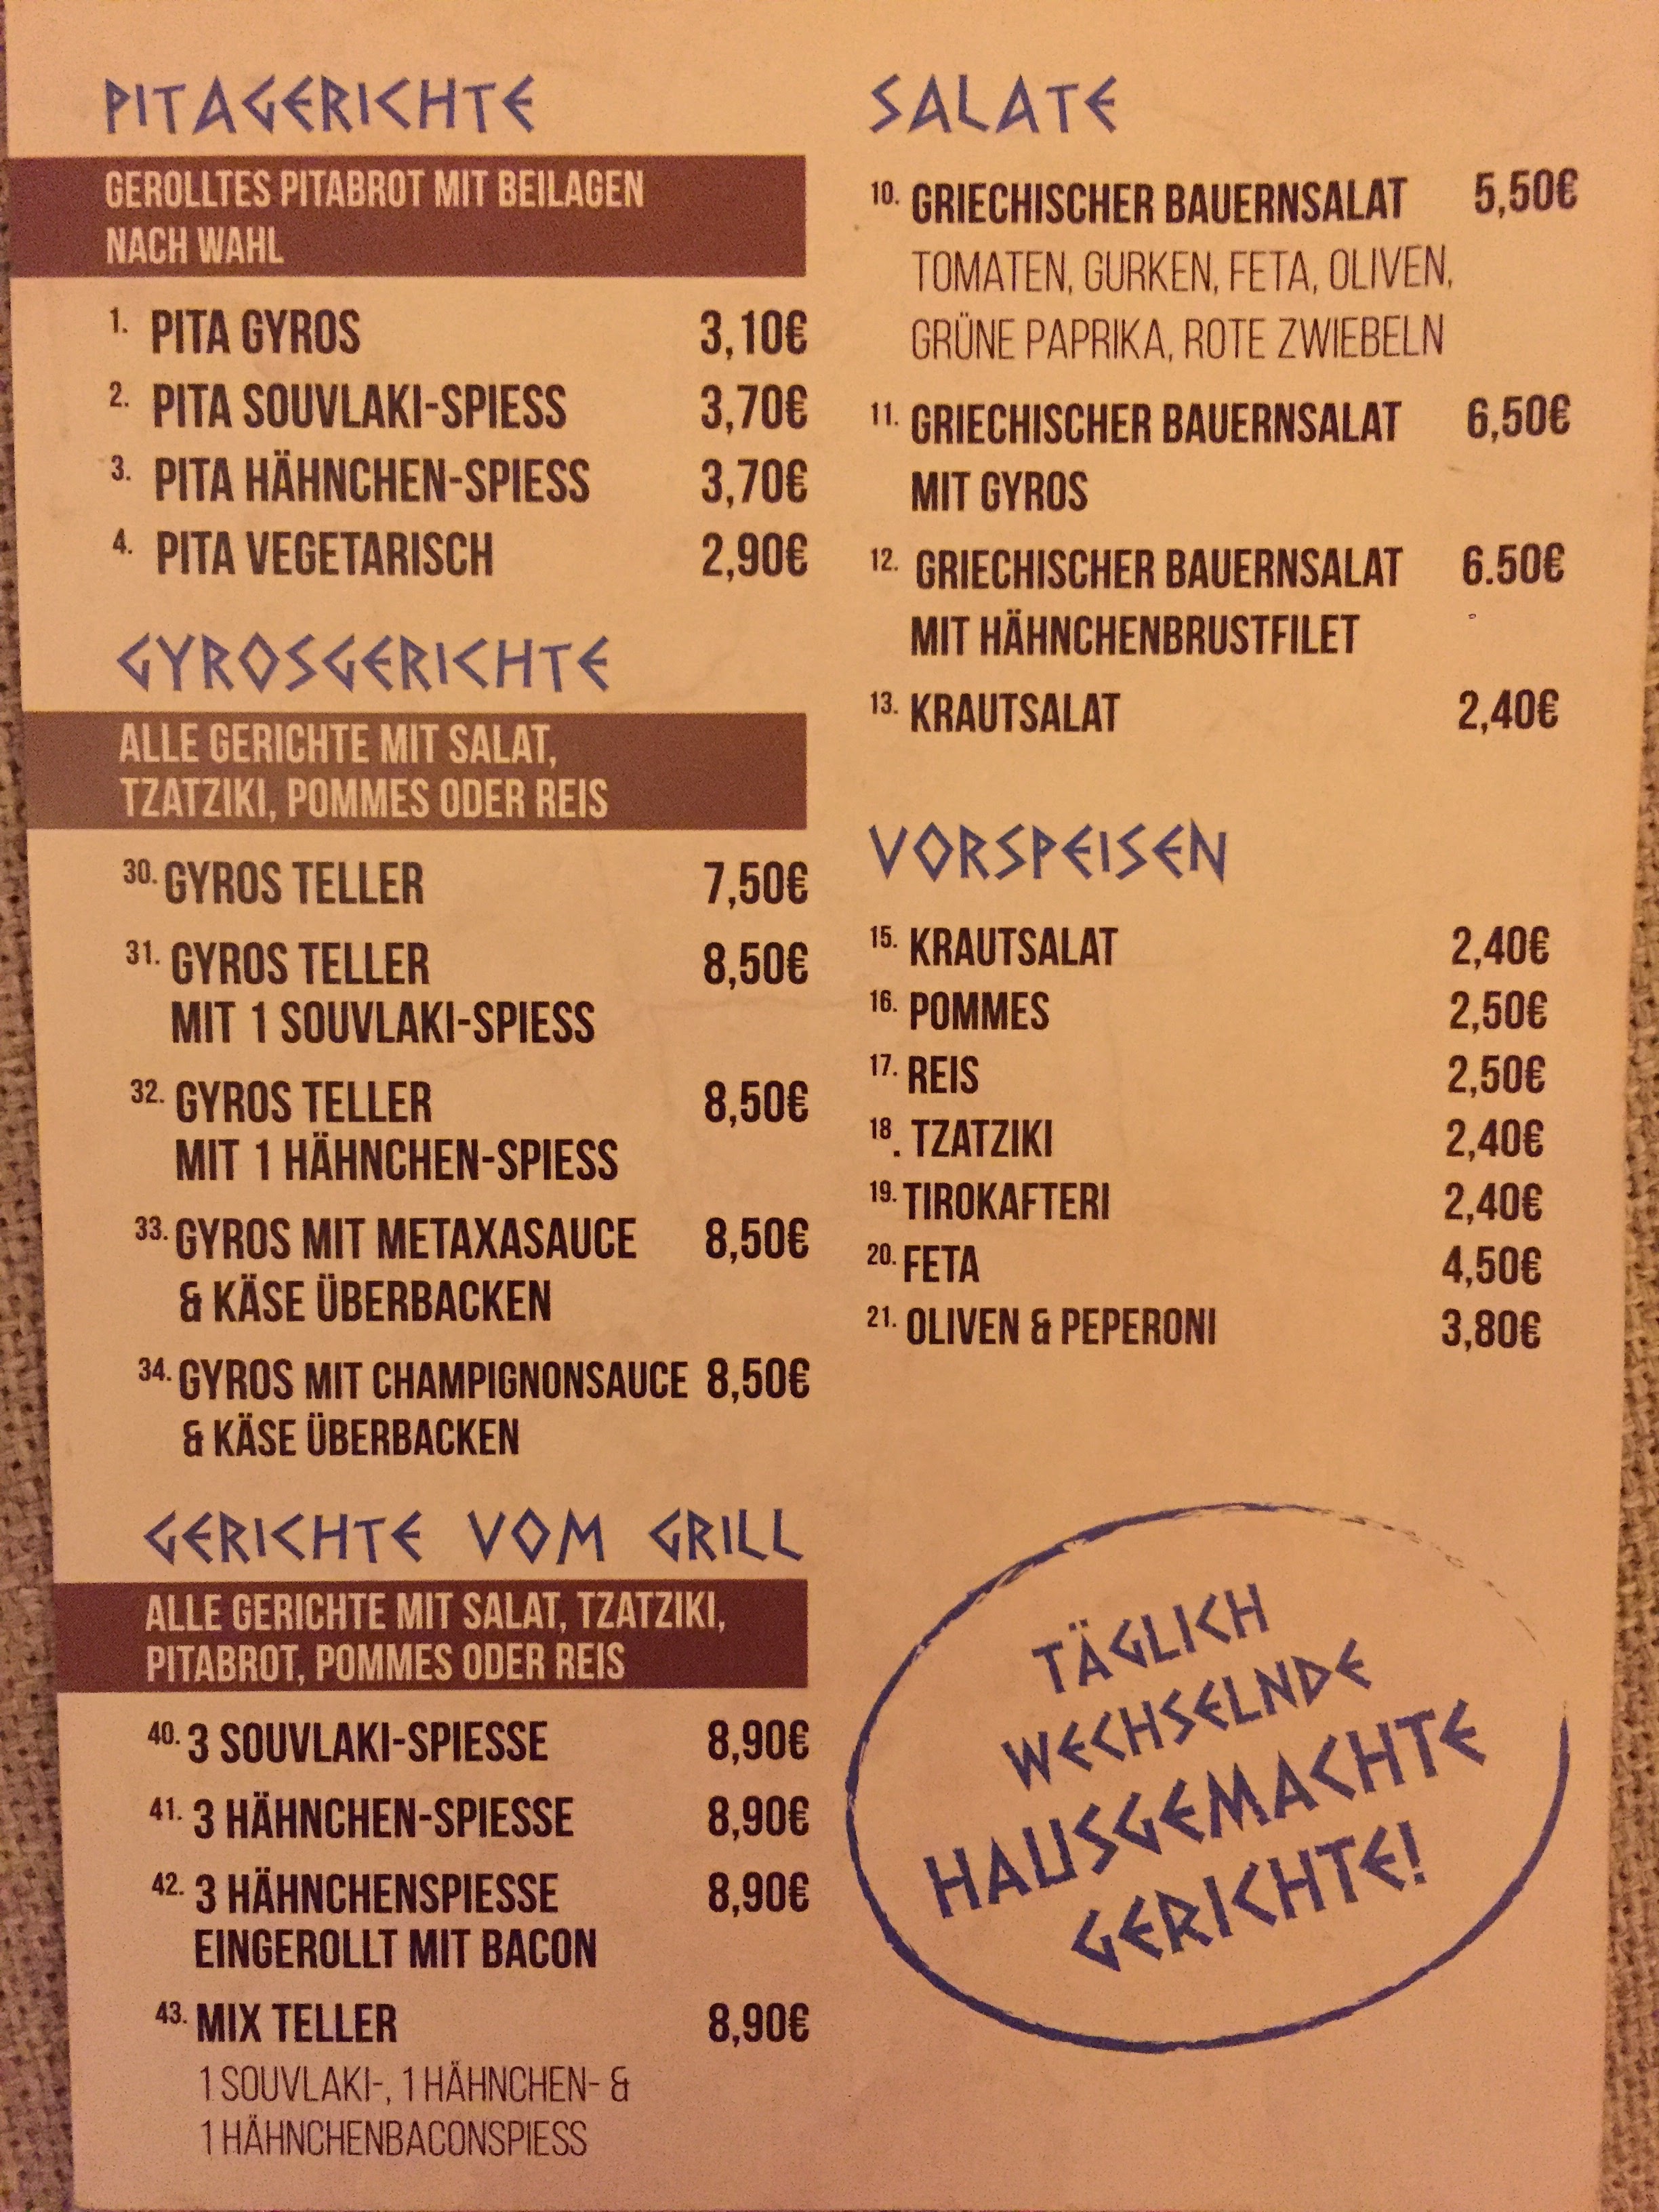 PITAGERICHTE
GEROLLTES PITABROT MIT BEILAGEN
NACH WAHL
1. PITA GYROS 3,10€
2. PITA SOUVLAKI-SPIESS 3,70€
3. PITA HÄHNCHEN-SPIESS 3,70€
4. PITA VEGETARISCH 2,90€
GYROSGERICHTE
ALLE GERICHTE MIT SALAT,
TZATZIKI, POMMES ODER REIS
30. GYROS TELLER 7,50€
31. GYROS TELLER 8,50€
MIT 1 SOUVLAKI-SPIESS
32. GYROS TELLER 8,50€
MIT 1 HÄHNCHEN-SPIESS
33. GYROS MIT METAXASAUCE 8,50€
& KÄSE ÜBERBACKEN
34. GYROS MIT CHAMPIGNONSAUCE 8,50€
& KÄSE ÜBERBACKEN
GERICHTE VOM GRILL
ALLE GERICHTE MIT SALAT, TZATZIKI,
PITABROT, POMMES ODER REIS
40. 3 SOUVLAKI-SPIESSE 8,90€
41. 3 HÄHNCHEN-SPIESSE 8,90€
42. 3 HÄHNCHENSPIESSE 8,90€
EINGEROLLT MIT BACON
43. MIX TELLER 8,90€
1 SOUVLAKI-, 1 HÄHNCHEN- &
1 HÄHNCHENBACONSPIESS
SALATE
10. GRIECHISCHER BAUERNSALAT 5,50€
TOMATEN, GURKEN, FETA, OLIVEN,
GRÜNE PAPRIKA, ROTE ZWIEBELN
11. GRIECHISCHER BAUERNSALAT 6,50€
MIT GYROS
12. GRIECHISCHER BAUERNSALAT 6.50€
MIT HÄHNCHENBRUSTFILET
13. KRAUTSALAT 2,40€
VORSPEISEN
15. KRAUTSALAT 2,40€
16. POMMES 2,50€
17. REIS 2,50€
18. TZATZIKI 2,40€
19. TIROKAFTERI 2,40€
20. FETA 4,50€
21. OLIVEN & PEPERONI 3,80€
TÄGLICH
WECHSELNDE
HAUSGEMACHTE
GERICHTE!